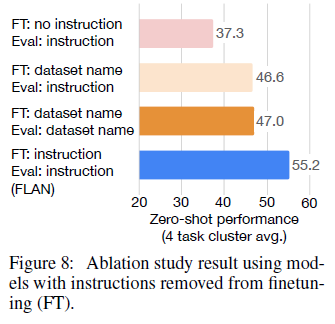 FT: no instruction
Eval: instruction
37.3
FT: dataset name
Eval: instruction
46.6
FT: dataset name
Eval: dataset name
47.0
FT: instruction
Eval: instruction
(FLAN)
55.2
20 30 40 50 60
Zero-shot performance
(4 task cluster avg.)
Figure 8: Ablation study result using mod-
els with instructions removed from finetun-
ing (FT).